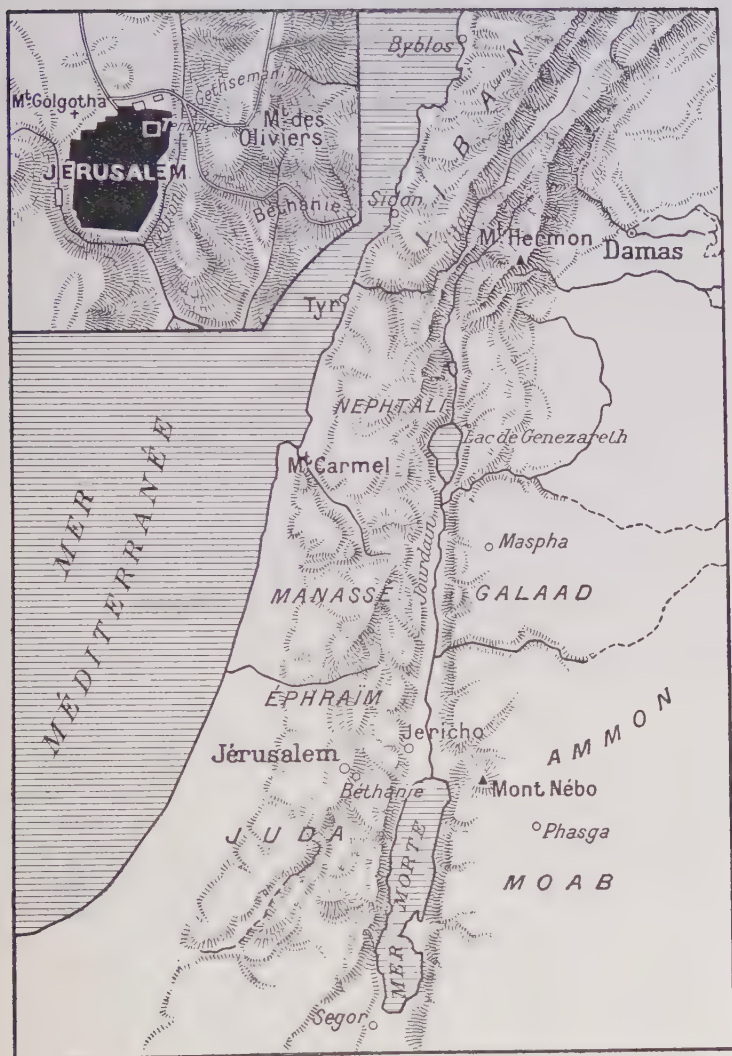 Gethsemani
Mt Golgotha
Temple
Mt des
Oliviers
JÉRUSALEM
Béthanie
Byblos
LIBAN
Sidon
Mt Hermon
Damas
Tyr
NEPHTALI
Lac de Genezareth
MER
MÉDITERRANÉE
Mt Carmel
Jourdain
Maspha
MANASSÉ
GALAAD
ÉPHRAÏM
Jericho
AMMON
Jérusalem
Béthanie
Mont Nébo
JUDA
Phasga
MER MORTE
MOAB
Segor